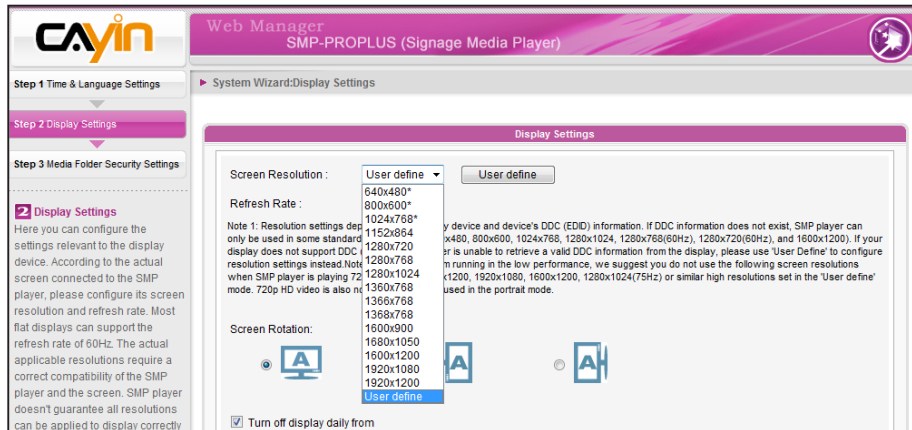 CAYIN
Web Manager
SMP-PROPLUS (Signage Media Player)
Step 1 Time & Language Settings
System Wizard:Display Settings
Step 2 Display Settings
Step 3 Media Folder Security Settings
2 Display Settings
Here you can configure the
settings relevant to the display
device. According to the actual
screen connected to the SMP
player, please configure its screen
resolution and refresh rate. Most
flat displays can support the
refresh rate of 60Hz. The actual
applicable resolutions require a
correct compatibility of the SMP
player and the screen. SMP player
doesn't guarantee all resolutions
can be applied to display correctly
Display Settings
Screen Resolution :
User define
User define
640x480*
800x600*
1024x768*
1152x864
1280x720
1280x768
1280x1024
1360x768
1366x768
1368x768
1600x900
1680x1050
1600x1200
1920x1080
1920x1200
User define
Refresh Rate :
Note 1: Resolution settings dep y device and device's DDC (EDID) information. If DDC information does not exist, SMP player can
only be used in some standard x480, 800x600, 1024x768, 1280x1024, 1280x768(60Hz), 1280x720(60Hz), and 1600x1200). If your
display does not support DDC er is unable to retrieve a valid DDC information from the display, please use 'User Define' to configure
resolution settings instead.Note m running in the low performance, we suggest you do not use the following screen resolutions
when SMP player is playing 72 x1200, 1920x1080, 1600x1200, 1280x1024(75Hz) or similar high resolutions set in the 'User define'
mode. 720p HD video is also no used in the portrait mode.
Screen Rotation:
A
A
A
Turn off display daily from